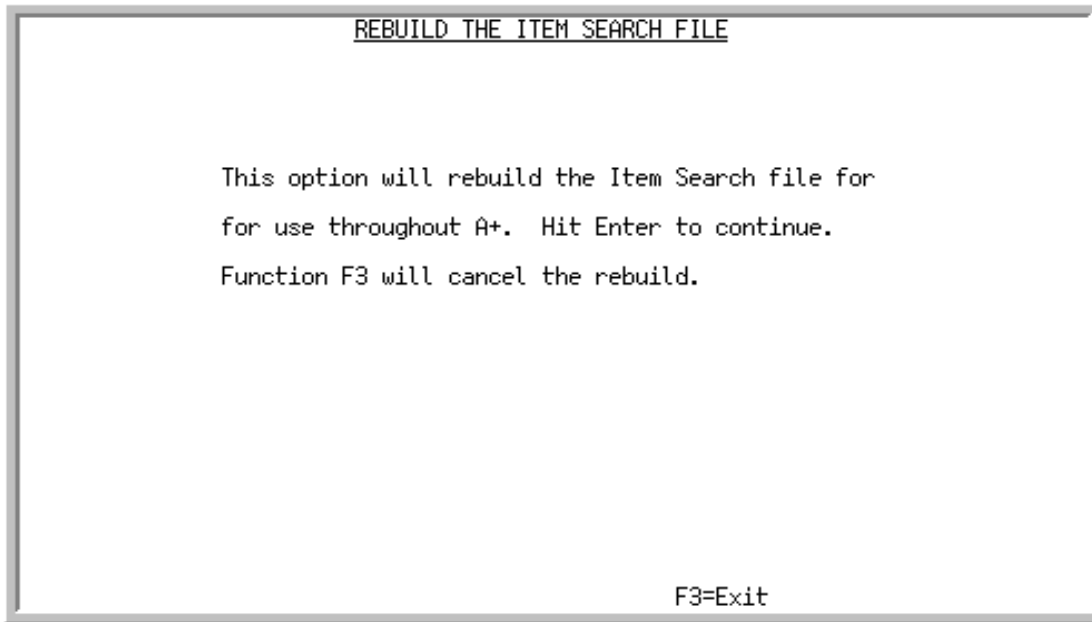 REBUILD THE ITEM SEARCH FILE
This option will rebuild the Item Search file for
for use throughout A+.  Hit Enter to continue.
Function F3 will cancel the rebuild.
F3=Exit